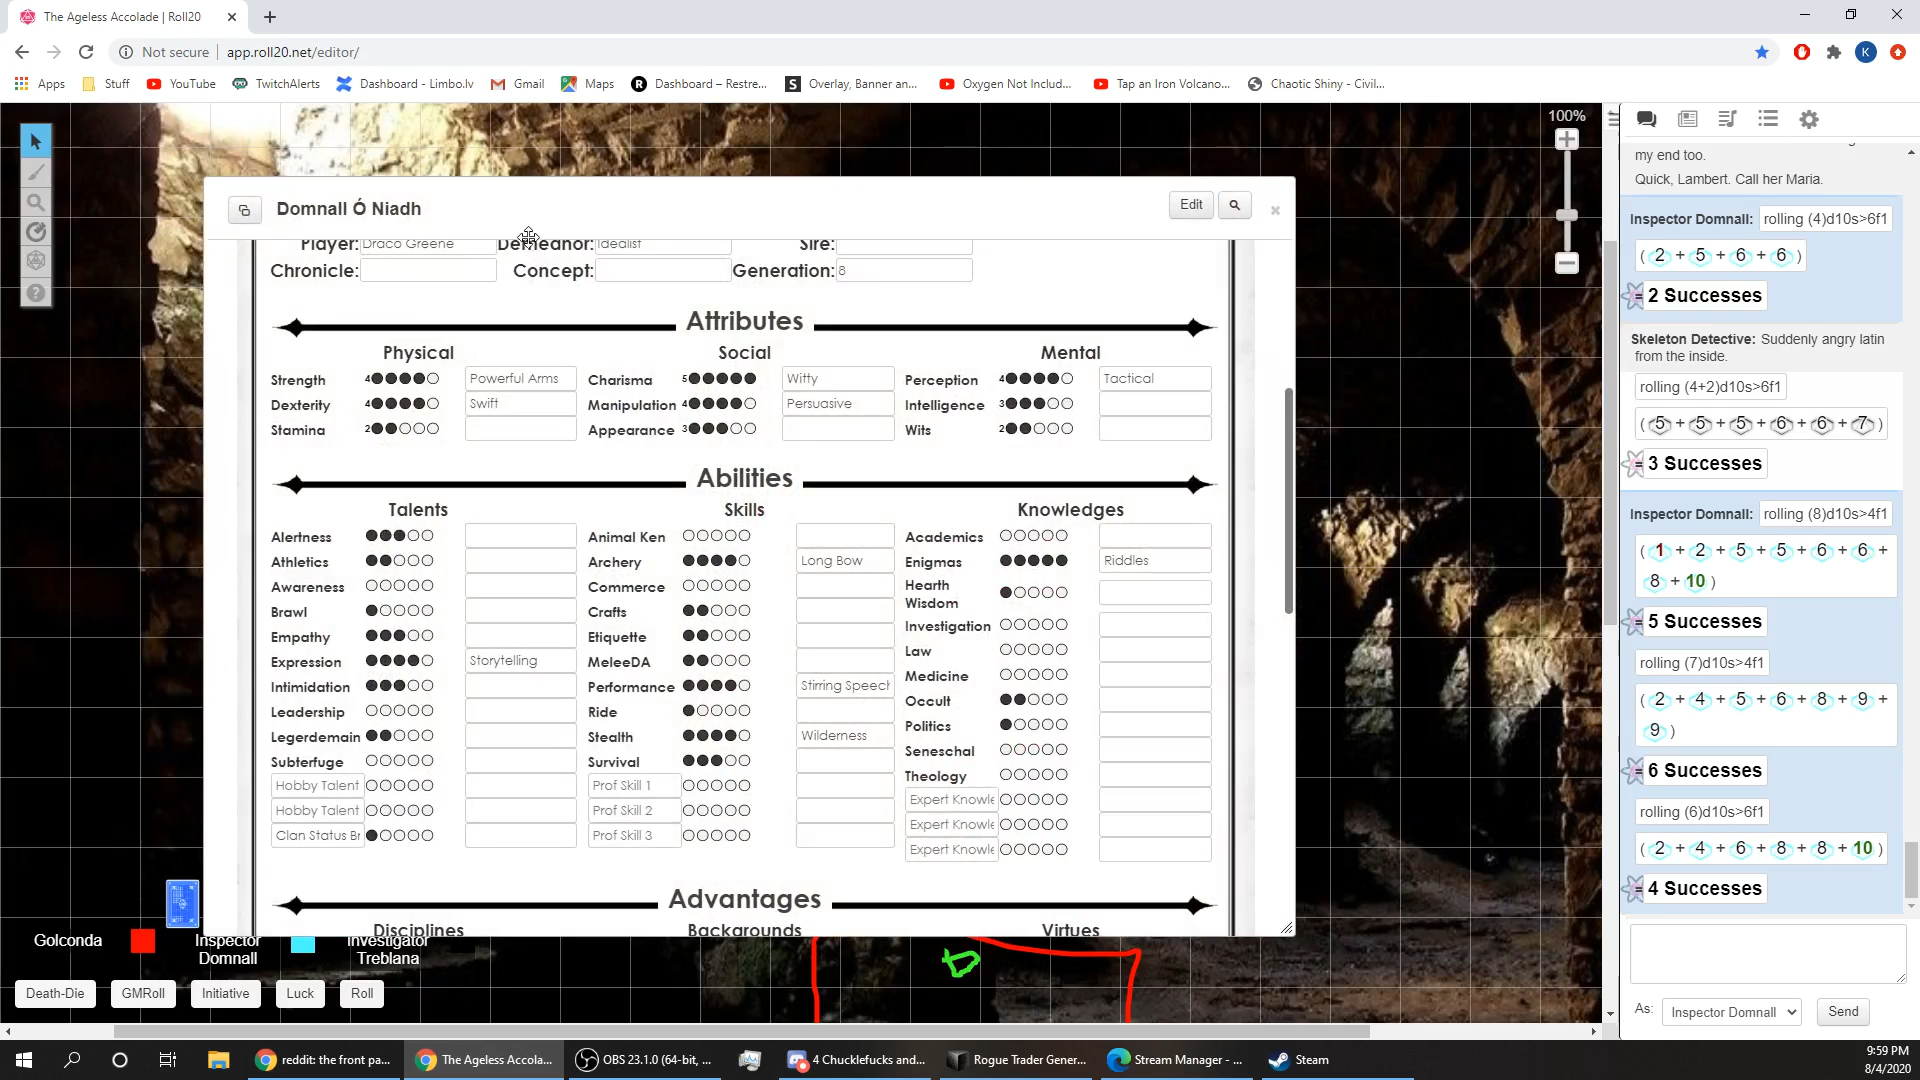 The Ageless Accolade | Roll20
Not secure | app.roll20.net/editor/
K
Apps Stuff YouTube TwitchAlerts Dashboard - Limbo.lv Gmail Maps Dashboard – Restre... Overlay, Banner an... Oxygen Not Includ... Tap an Iron Volcano... Chaotic Shiny - Civil...
100%
Domnall Ó Niadh
Edit
Player: Draco Greene Demeanor: Idealist Sire:
Chronicle: Concept: Generation: 8
Attributes
Physical Social Mental
Strength 4 Powerful Arms Charisma 5 Witty Perception 4 Tactical
Dexterity 4 Swift Manipulation 4 Persuasive Intelligence 3
Stamina 2 Appearance 3 Wits 2
Abilities
Talents Skills Knowledges
Alertness Animal Ken Academics
Athletics Archery Long Bow Enigmas Riddles
Awareness Commerce Hearth Wisdom
Brawl Crafts
Empathy Etiquette Investigation
Expression Storytelling MeleeDA Law
Intimidation Performance Stirring Speech Medicine
Leadership Ride Occult
Legerdemain Stealth Wilderness Politics
Subterfuge Survival Seneschal
Hobby Talent Prof Skill 1 Theology
Hobby Talent Prof Skill 2 Expert Knowle
Clan Status Br Prof Skill 3 Expert Knowle
Expert Knowle
Advantages
Disciplines Backgrounds Virtues
Golconda Inspector Domnall Investigator Treblana
Death-Die GMRoll Initiative Luck Roll
my end too.
Quick, Lambert. Call her Maria.
Inspector Domnall: rolling (4)d10s>6f1
( 2 + 5 + 6 + 6 )
= 2 Successes
Skeleton Detective: Suddenly angry latin
from the inside.
rolling (4+2)d10s>6f1
( 5 + 5 + 5 + 6 + 6 + 7 )
= 3 Successes
Inspector Domnall: rolling (8)d10s>4f1
( 1 + 2 + 5 + 5 + 6 + 6 +
8 + 10 )
= 5 Successes
rolling (7)d10s>4f1
( 2 + 4 + 5 + 6 + 8 + 9 +
9 )
= 6 Successes
rolling (6)d10s>6f1
( 2 + 4 + 6 + 8 + 8 + 10 )
= 4 Successes
As: Inspector Domnall Send
reddit: the front pa... The Ageless Accola... OBS 23.1.0 (64-bit, ... 4 Chucklefucks and... Rogue Trader Gener... Stream Manager - ... Steam
9:59 PM
8/4/2020